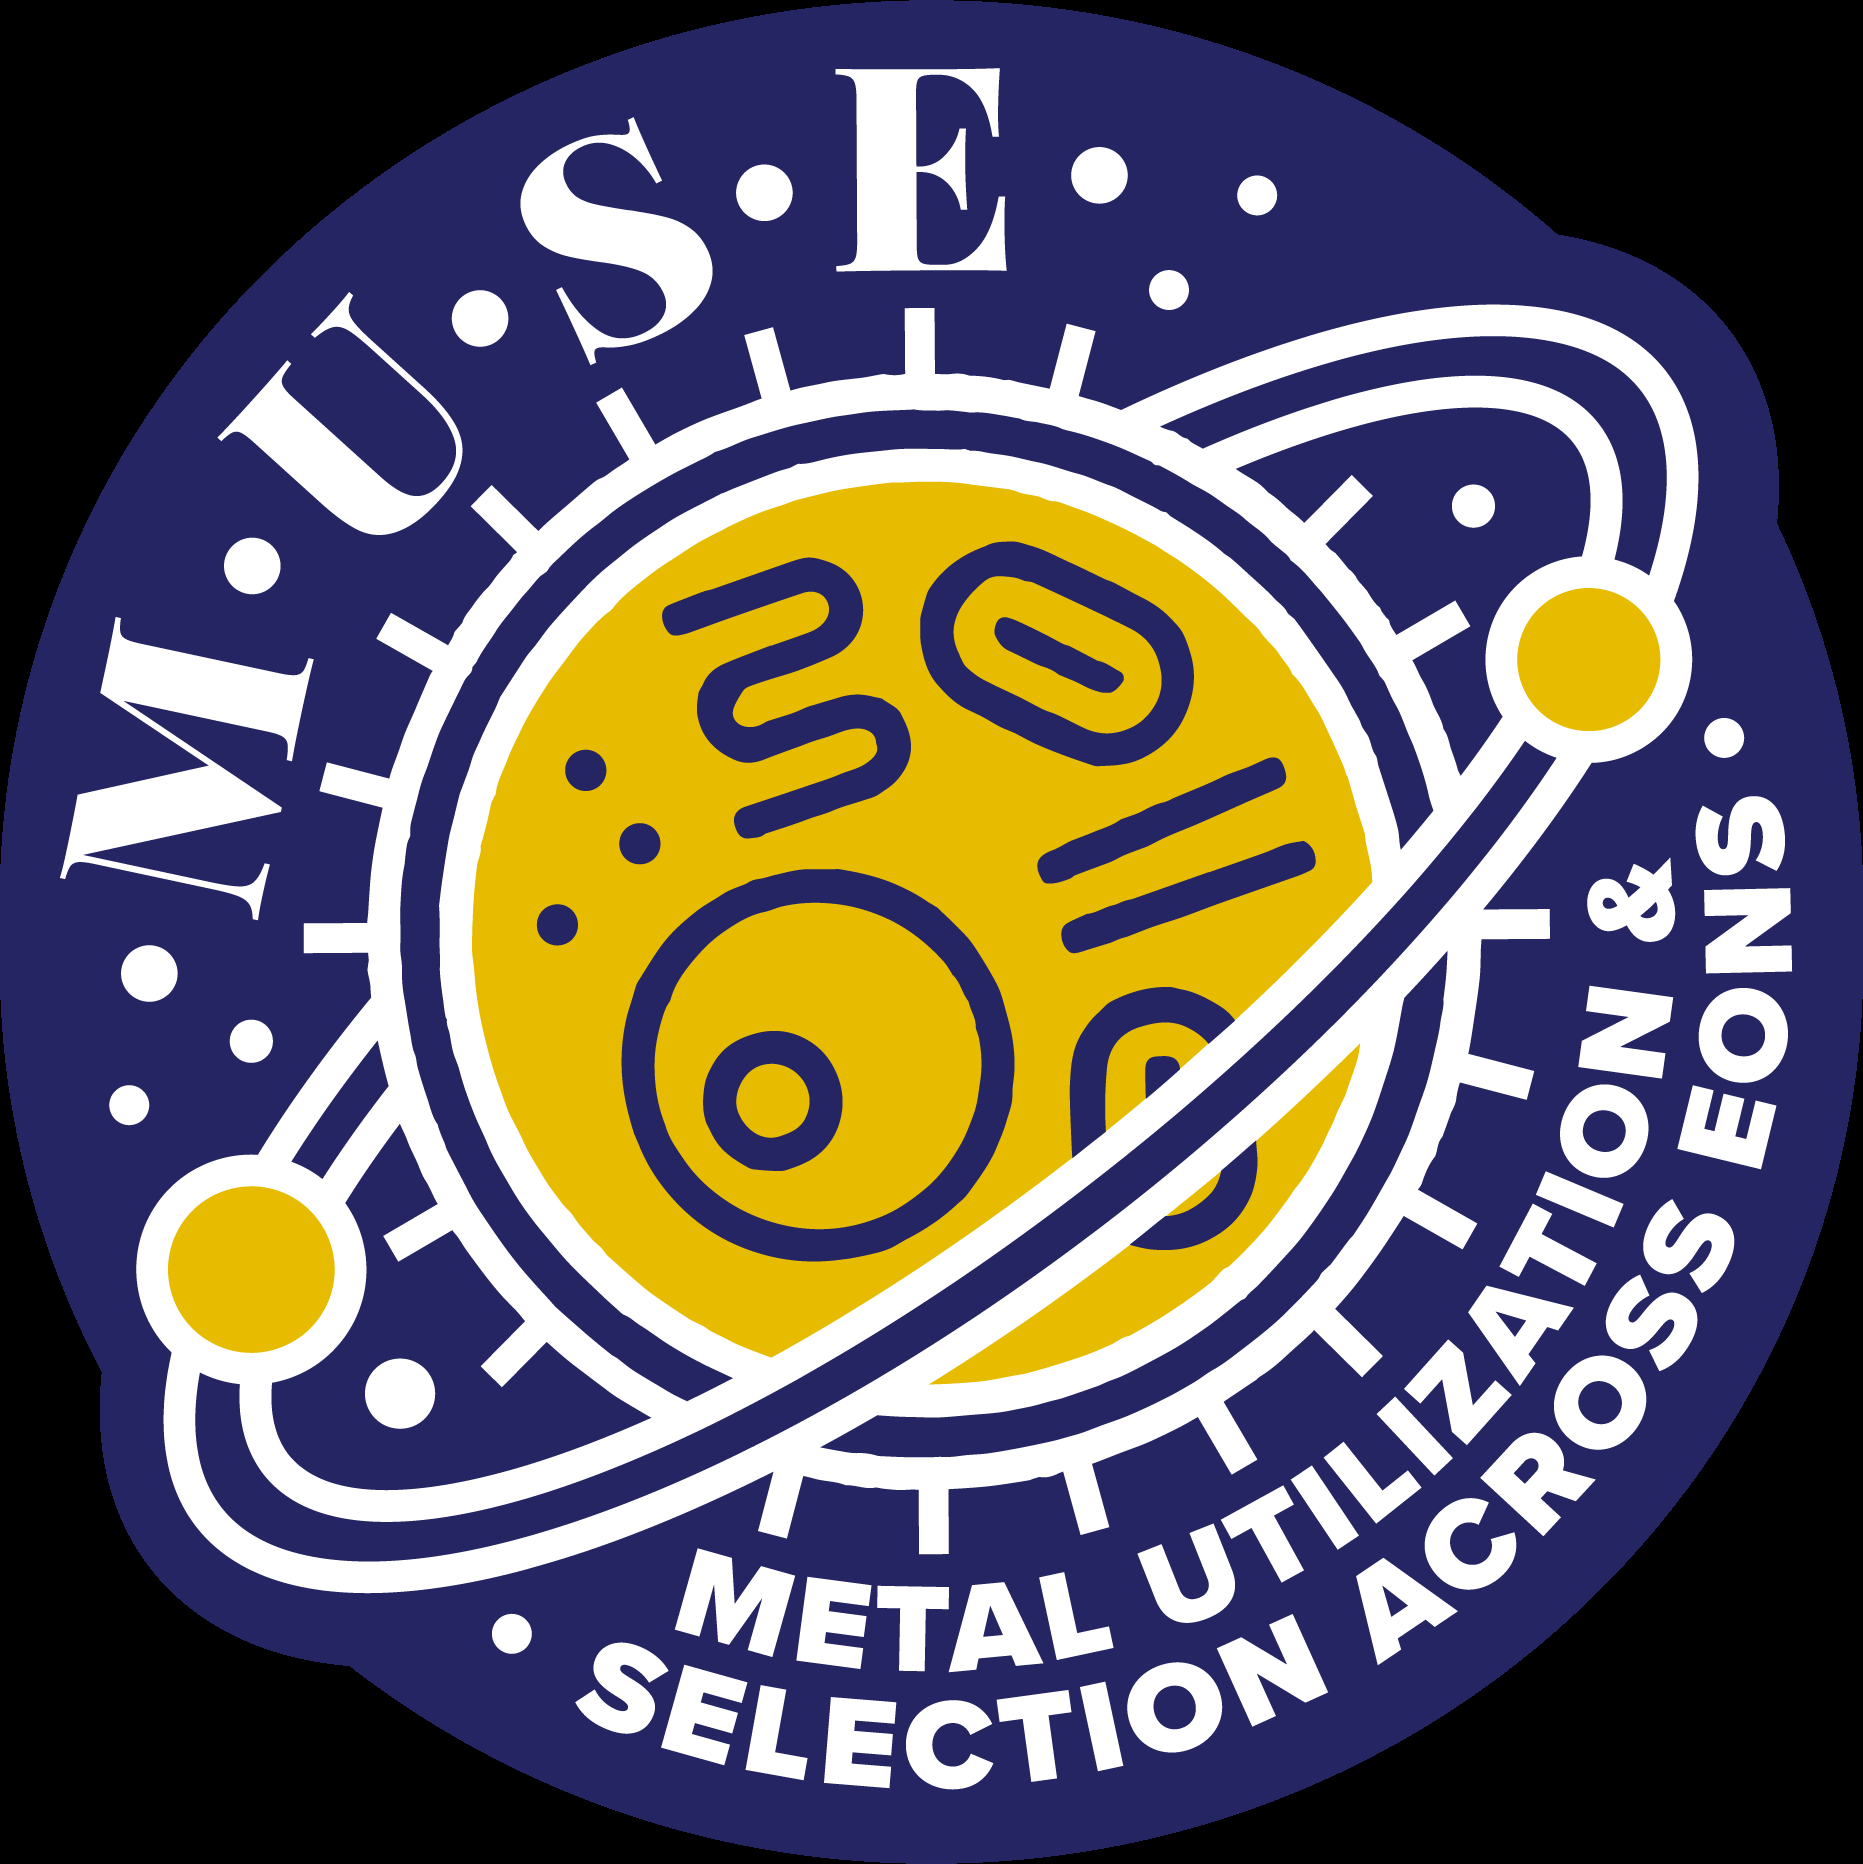 M·U·S·E
METAL UTILIZATION &
SELECTION ACROSS EONS